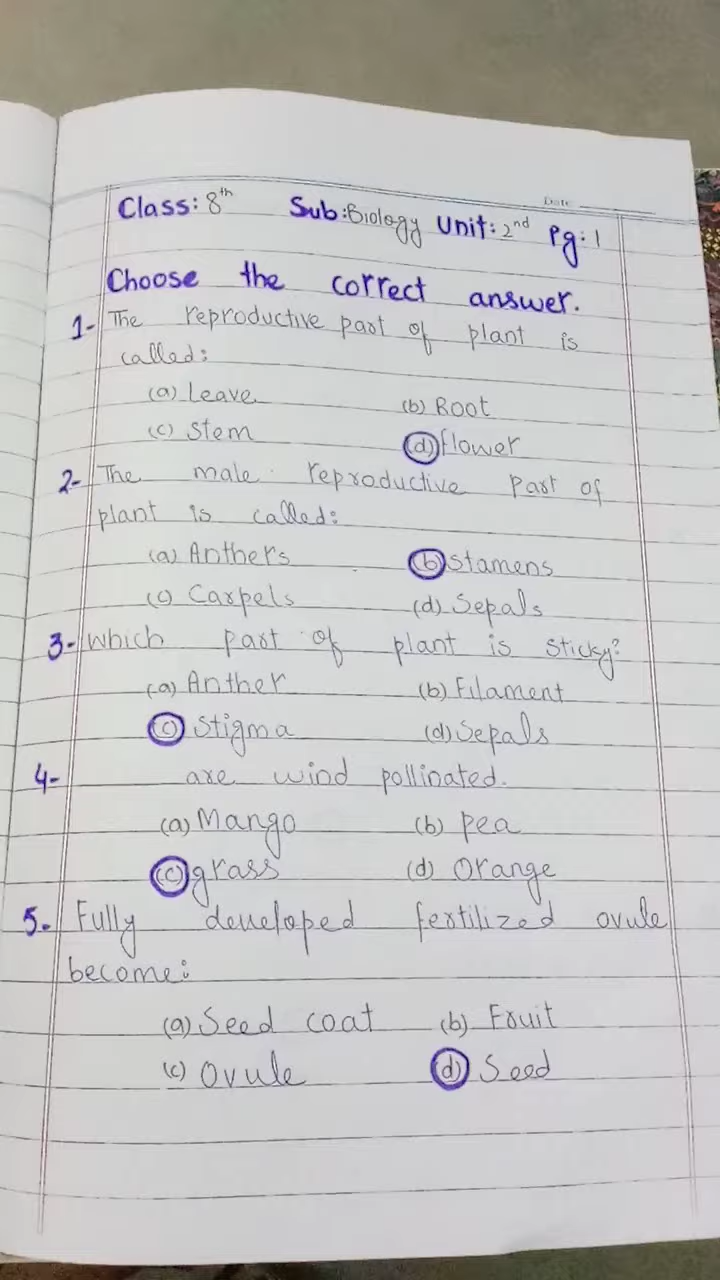 Date
Class: 8th Sub: Biology Unit: 2nd Pg: 1
Choose the correct answer.
1- The reproductive part of plant is
called:
(a) Leave (b) Root
(c) Stem (d) flower
2- The male reproductive part of
plant is called:
(a) Anthers (b) Stamens
(c) Carpels (d) Sepals
3- which part of plant is sticky?
(a) Anther (b) Filament
(c) Stigma (d) Sepals
4- are wind pollinated.
(a) Mango (b) Pea
(c) grass (d) Orange
5- Fully developed fertilized ovule
become:
(a) Seed coat (b) Fruit
(c) Ovule (d) Seed